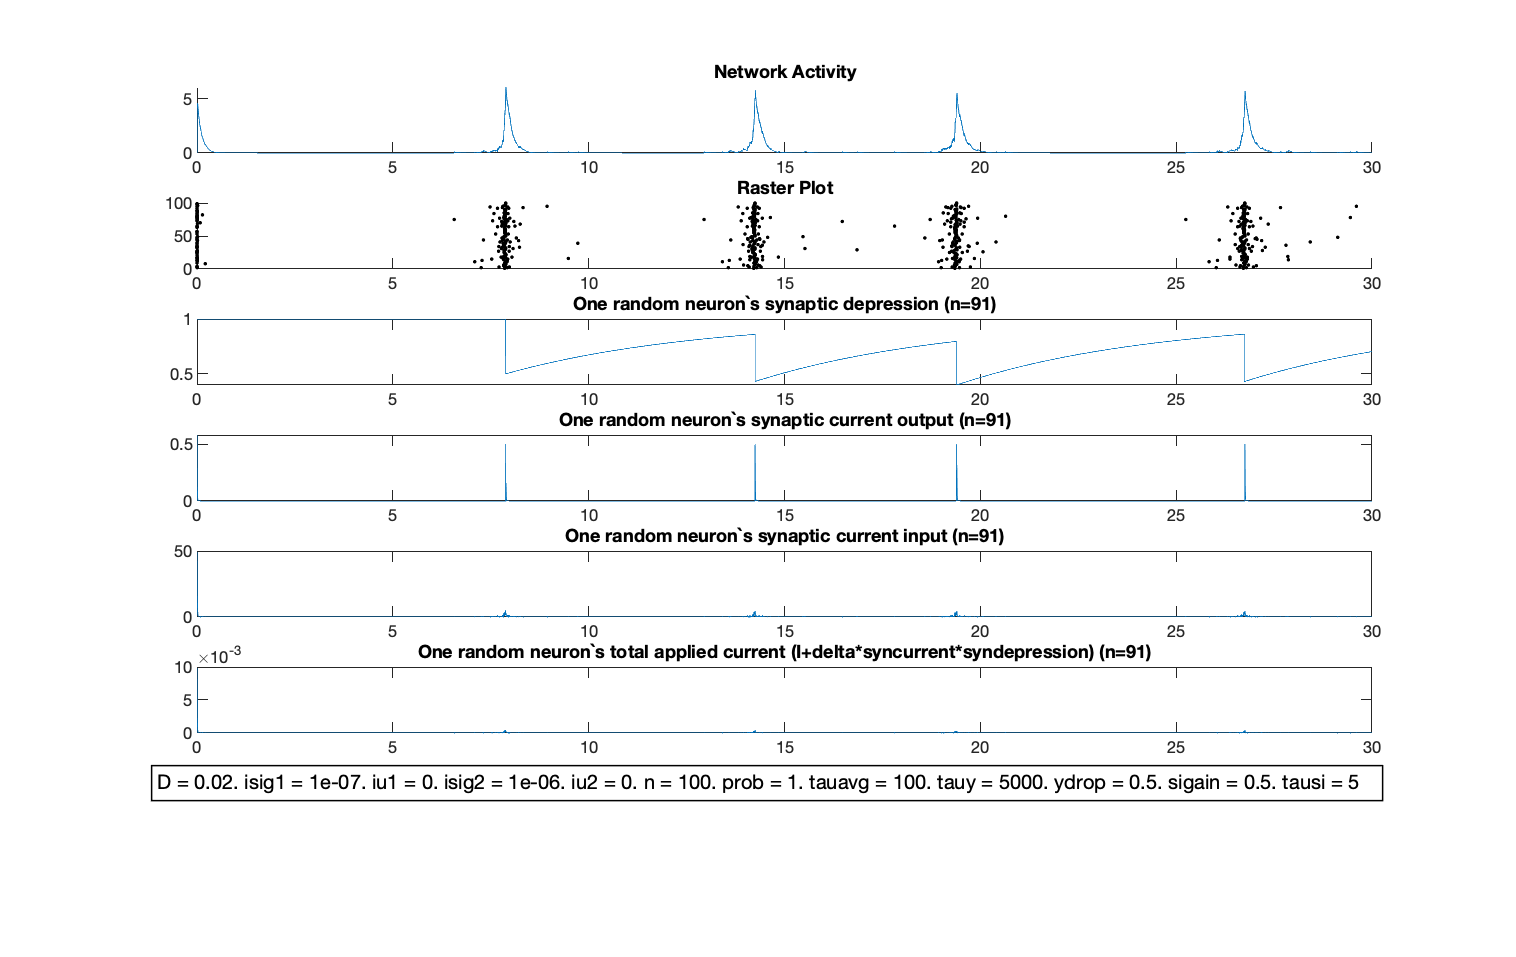 Network Activity
5
0
0 5 10 15 20 25 30
Raster Plot
100
50
0
0 5 10 15 20 25 30
One random neuron`s synaptic depression (n=91)
1
0.5
0 5 10 15 20 25 30
One random neuron`s synaptic current output (n=91)
0.5
0
0 5 10 15 20 25 30
One random neuron`s synaptic current input (n=91)
50
0
0 5 10 15 20 25 30
One random neuron`s total applied current (I+delta*syncurrent*syndepression) (n=91)
×10-3
10
5
0
0 5 10 15 20 25 30
D = 0.02. isig1 = 1e-07. iu1 = 0. isig2 = 1e-06. iu2 = 0. n = 100. prob = 1. tauavg = 100. tauy = 5000. ydrop = 0.5. sigain = 0.5. tausi = 5